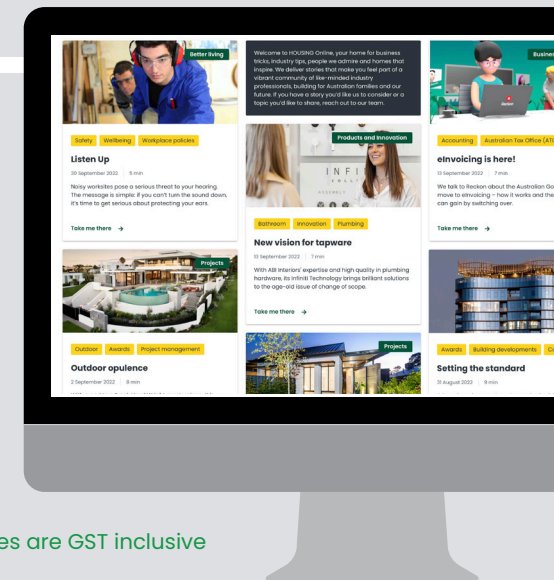 Better living
Safety Wellbeing Workplace policies
Listen Up
20 September 2022 5 min
Noisy worksites pose a serious threat to your hearing.
The message is simple: if you can't turn the sound down,
it's time to get serious about protecting your ears.
Take me there →
Projects
Outdoor Awards Project management
Outdoor opulence
2 September 2022 8 min
Welcome to HOUSING Online, your home for business
tricks, industry tips, people we admire and homes that
inspire. We deliver stories that make you feel part of a
vibrant community of like-minded industry
professionals, building for Australian families and our
future. If you have a story you'd like us to consider or a
topic you'd like to share, reach out to our team.
Products and Innovation
INFI
ASSEMBLY
Bathroom Innovation Plumbing
New vision for tapware
13 September 2022 7 min
With ABI Interiors' expertise and high quality in plumbing
hardware, its Infiniti Technology brings brilliant solutions
to the age-old issue of change of scope.
Take me there →
Projects
Busines
Reckon
Accounting Australian Tax Office (ATO
eInvoicing is here!
13 September 2022 7 min
We talk to Reckon about the Australian Go
move to eInvoicing – how it works and the
can gain by switching over.
Take me there →
Awards Building developments Co
Setting the standard
31 August 2022 8 min
es are GST inclusive